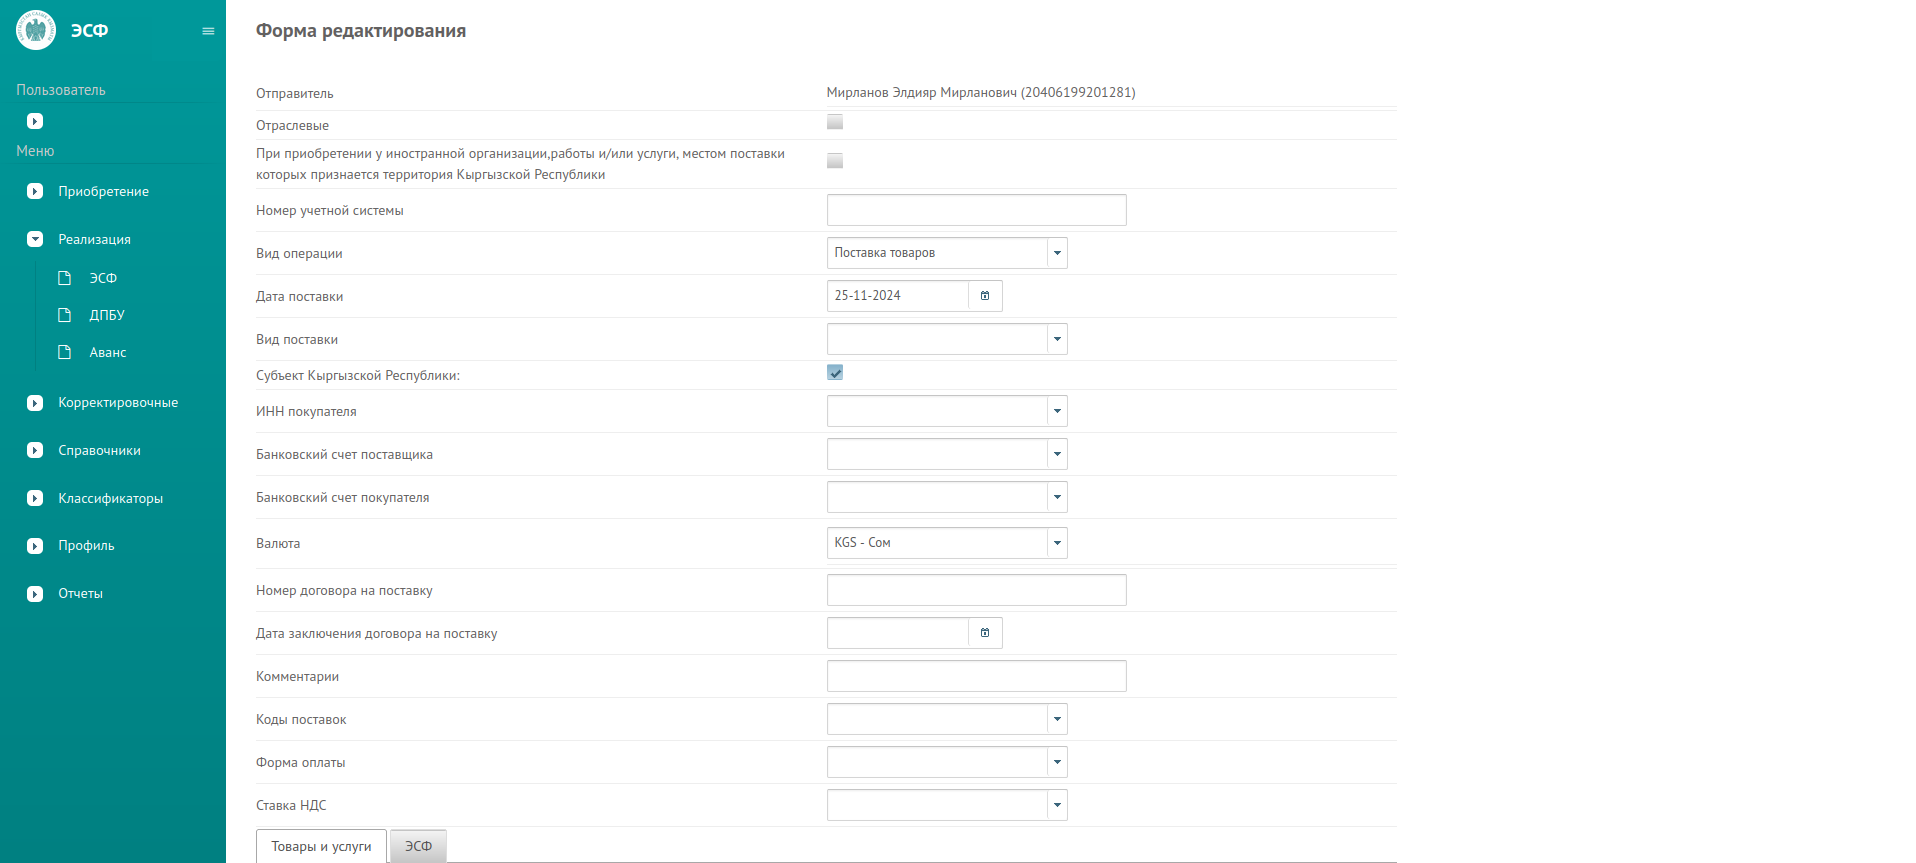 ЭСФ
Пользователь
Меню
Приобретение
Реализация
ЭСФ
ДПБУ
Аванс
Корректировочные
Справочники
Классификаторы
Профиль
Отчеты
Форма редактирования
Отправитель Мирланов Элдияр Мирланович (20406199201281)
Отраслевые
При приобретении у иностранной организации,работы и/или услуги, местом поставки
которых признается территория Кыргызской Республики
Номер учетной системы
Вид операции Поставка товаров
Дата поставки 25-11-2024
Вид поставки
Субъект Кыргызской Республики:
ИНН покупателя
Банковский счет поставщика
Банковский счет покупателя
Валюта KGS - Сом
Номер договора на поставку
Дата заключения договора на поставку
Комментарии
Коды поставок
Форма оплаты
Ставка НДС
Товары и услуги ЭСФ